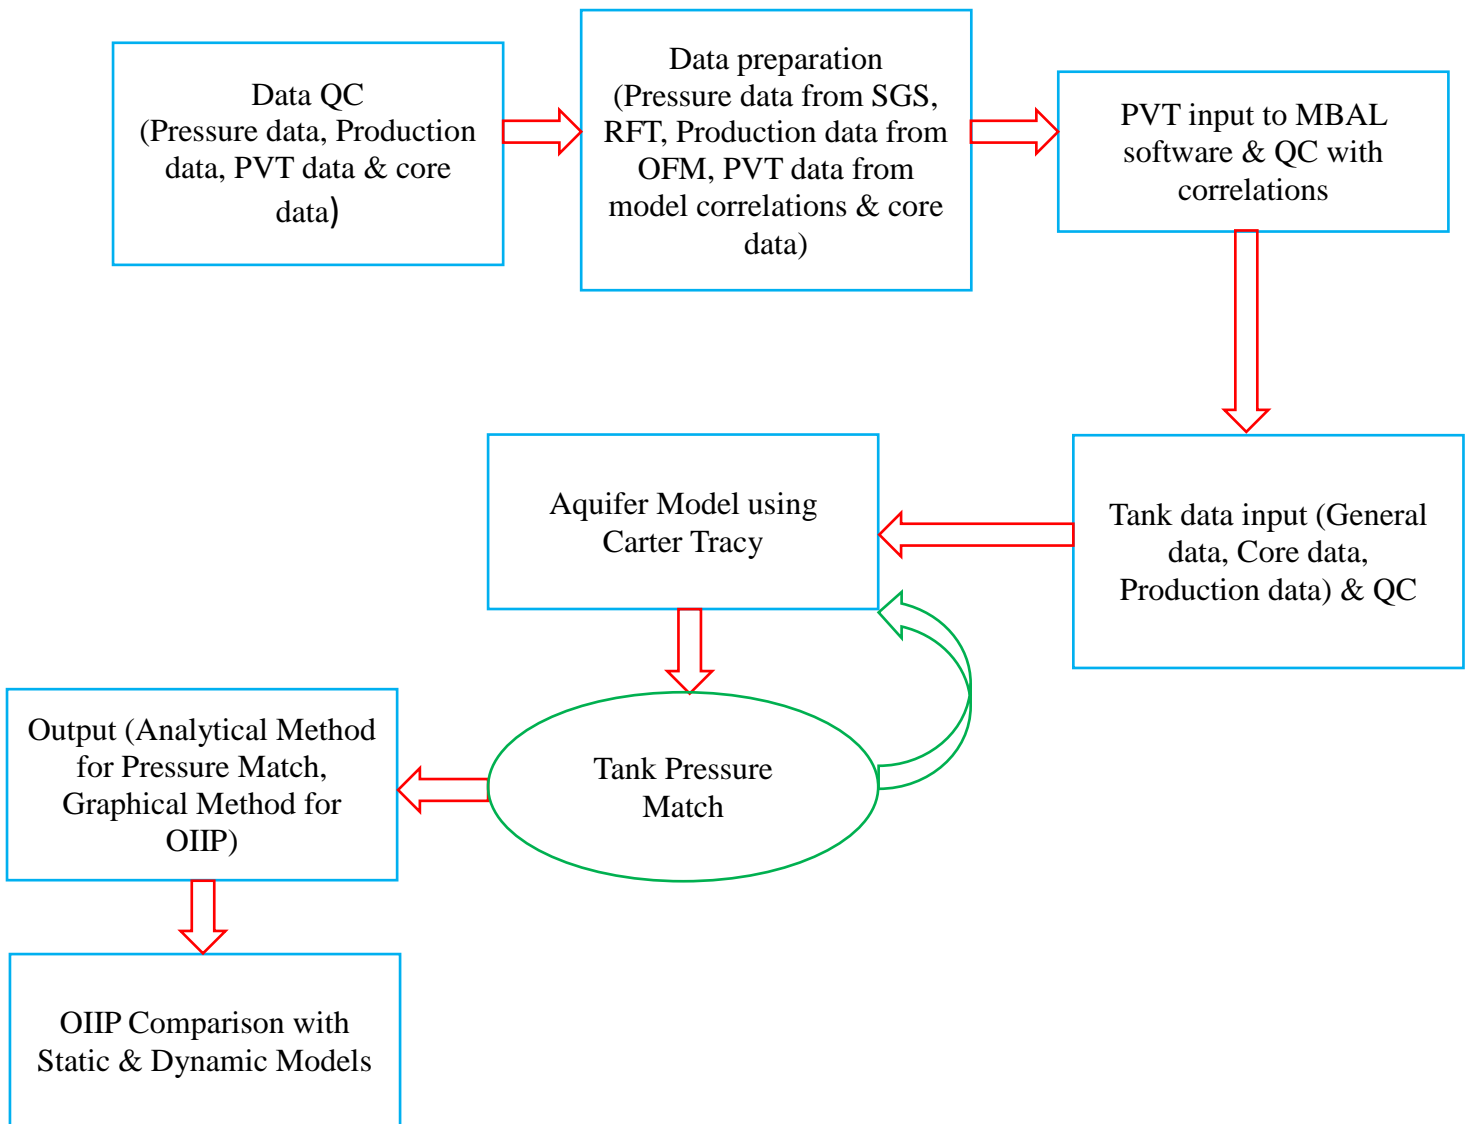 Data QC
(Pressure data, Production
data, PVT data & core
data)
Data preparation
(Pressure data from SGS,
RFT, Production data from
OFM, PVT data from
model correlations & core
data)
PVT input to MBAL
software & QC with
correlations
Tank data input (General
data, Core data,
Production data) & QC
Aquifer Model using
Carter Tracy
Tank Pressure
Match
Output (Analytical Method
for Pressure Match,
Graphical Method for
OIIP)
OIIP Comparison with
Static & Dynamic Models